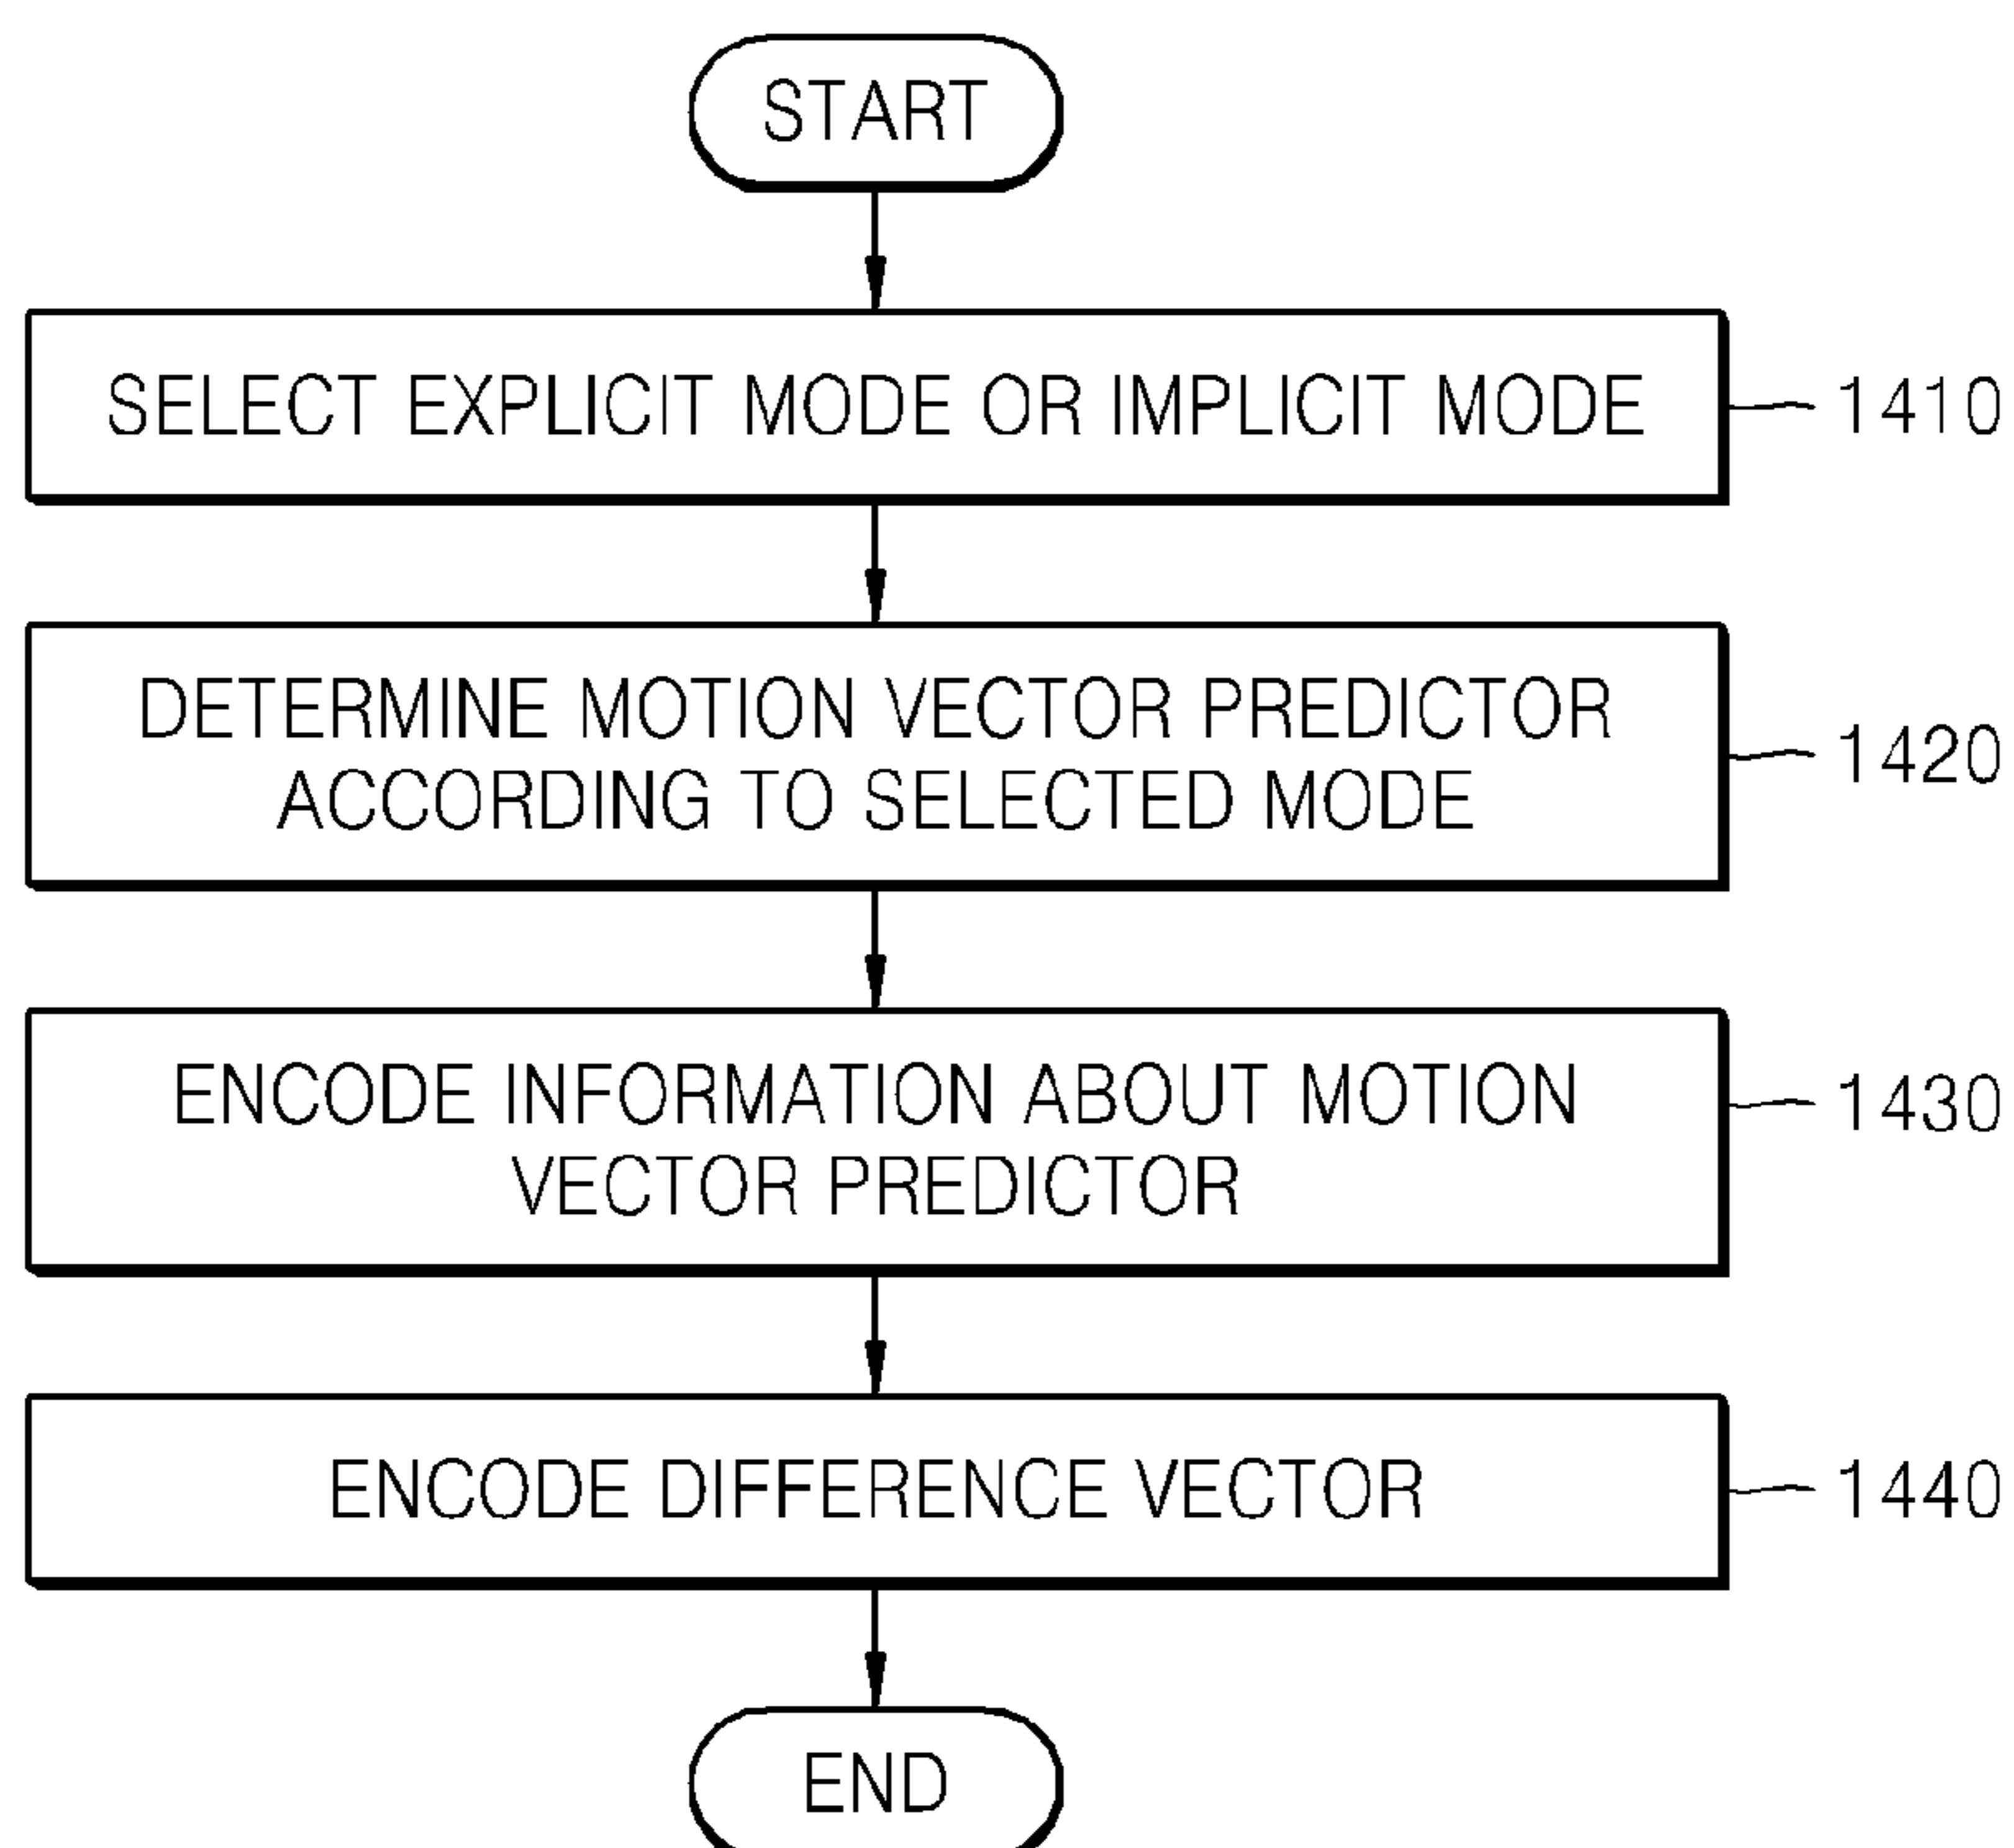 START
SELECT EXPLICIT MODE OR IMPLICIT MODE
1410
DETERMINE MOTION VECTOR PREDICTOR
ACCORDING TO SELECTED MODE
1420
ENCODE INFORMATION ABOUT MOTION
VECTOR PREDICTOR
1430
ENCODE DIFFERENCE VECTOR
1440
END